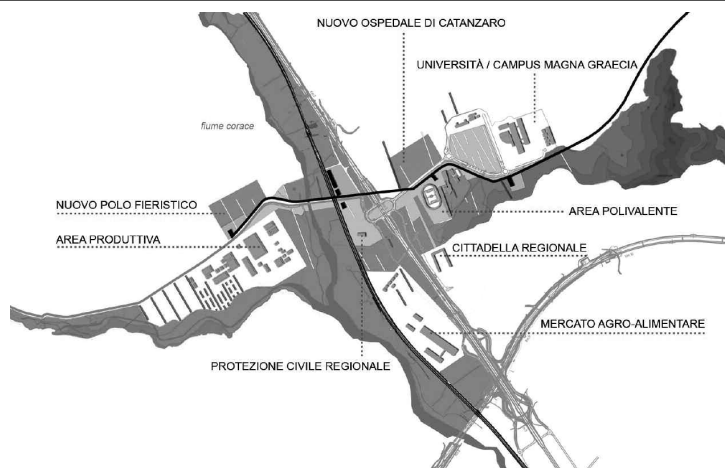 NUOVO OSPEDALE DI CATANZARO
UNIVERSITÀ / CAMPUS MAGNA GRAECIA
fiume corace
NUOVO POLO FIERISTICO
AREA POLIVALENTE
AREA PRODUTTIVA
CITTADELLA REGIONALE
MERCATO AGRO-ALIMENTARE
PROTEZIONE CIVILE REGIONALE